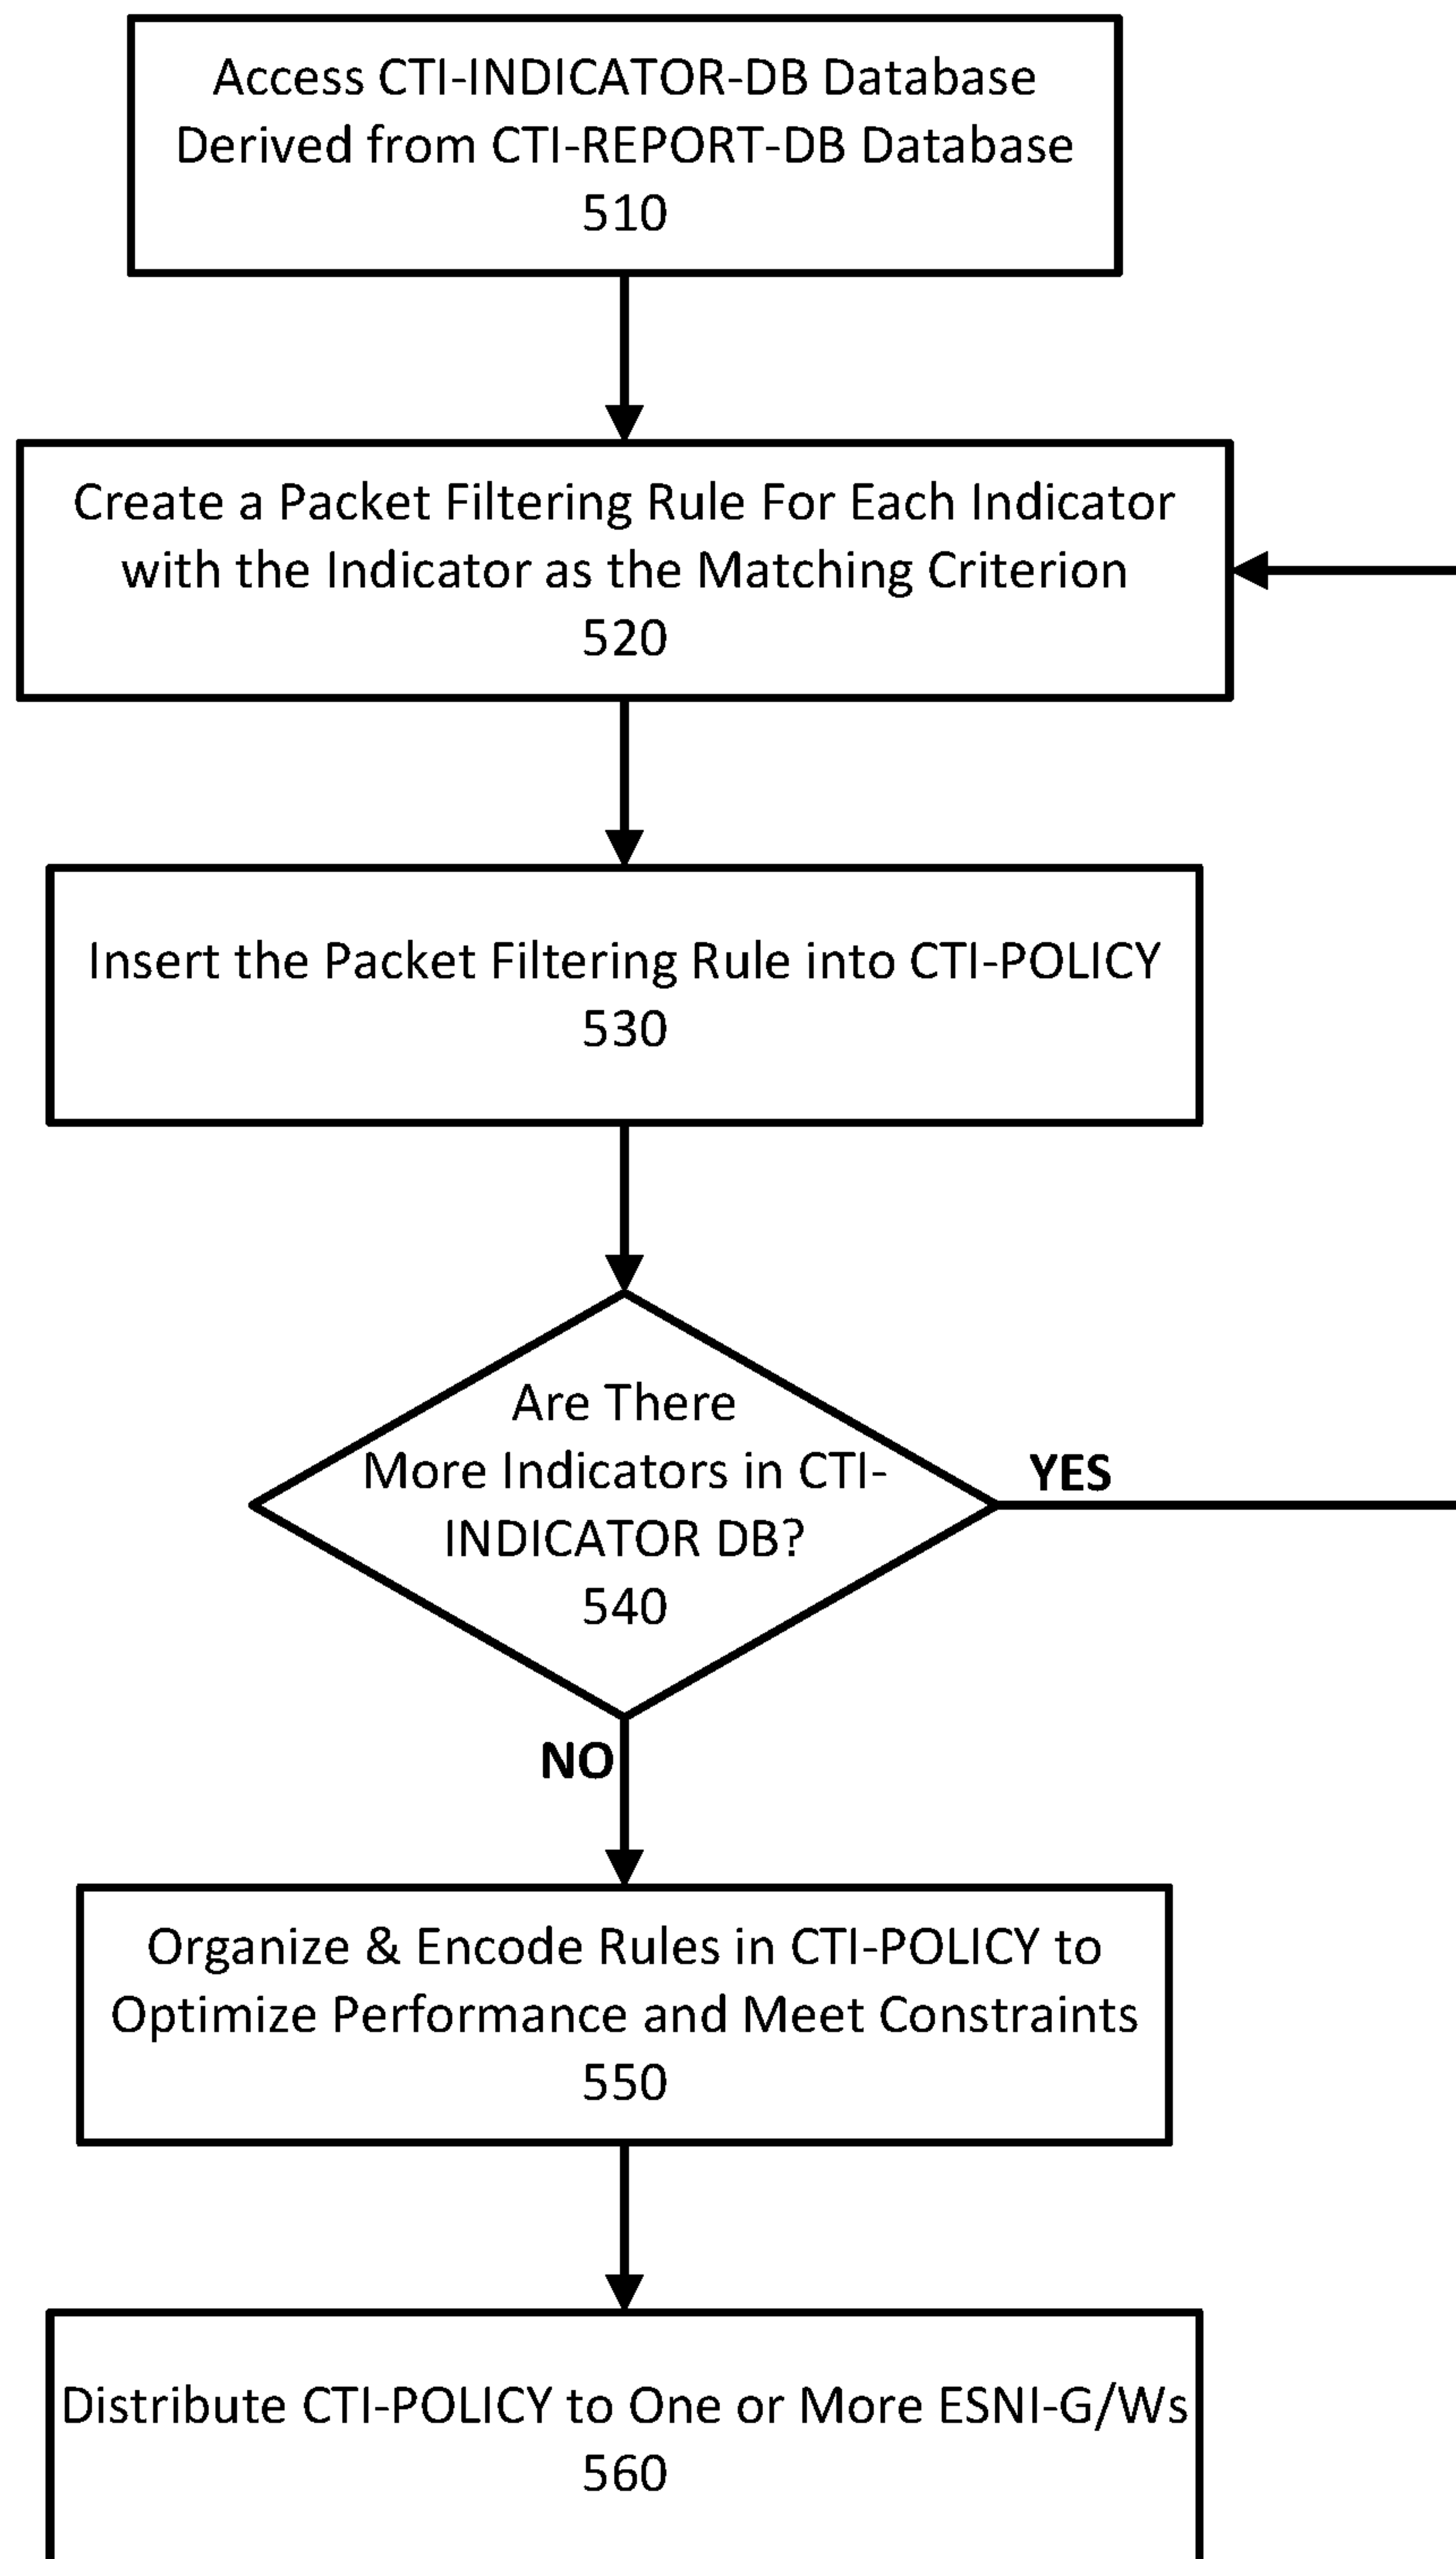 Access CTI-INDICATOR-DB Database
Derived from CTI-REPORT-DB Database
510
Create a Packet Filtering Rule For Each Indicator
with the Indicator as the Matching Criterion
520
Insert the Packet Filtering Rule into CTI-POLICY
530
Are There
More Indicators in CTI-
INDICATOR DB?
540
YES
NO
Organize & Encode Rules in CTI-POLICY to
Optimize Performance and Meet Constraints
550
Distribute CTI-POLICY to One or More ESNI-G/Ws
560